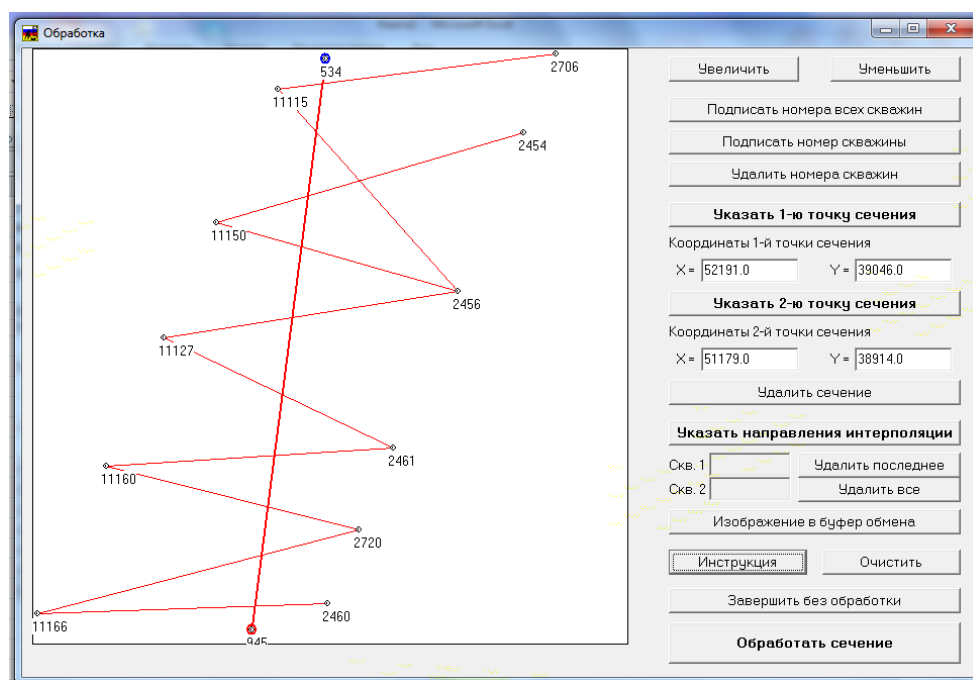 Обработка
534
2706
11115
2454
11150
2456
11127
2461
11160
2720
11166
2460
945
Увеличить
Уменьшить
Подписать номера всех скважин
Подписать номер скважины
Удалить номера скважин
Указать 1-ю точку сечения
Координаты 1-й точки сечения
X = 52191.0 Y = 39046.0
Указать 2-ю точку сечения
Координаты 2-й точки сечения
X = 51179.0 Y = 38914.0
Удалить сечение
Указать направления интерполяции
Скв. 1 Удалить последнее
Скв. 2 Удалить все
Изображение в буфер обмена
Инструкция
Очистить
Завершить без обработки
Обработать сечение